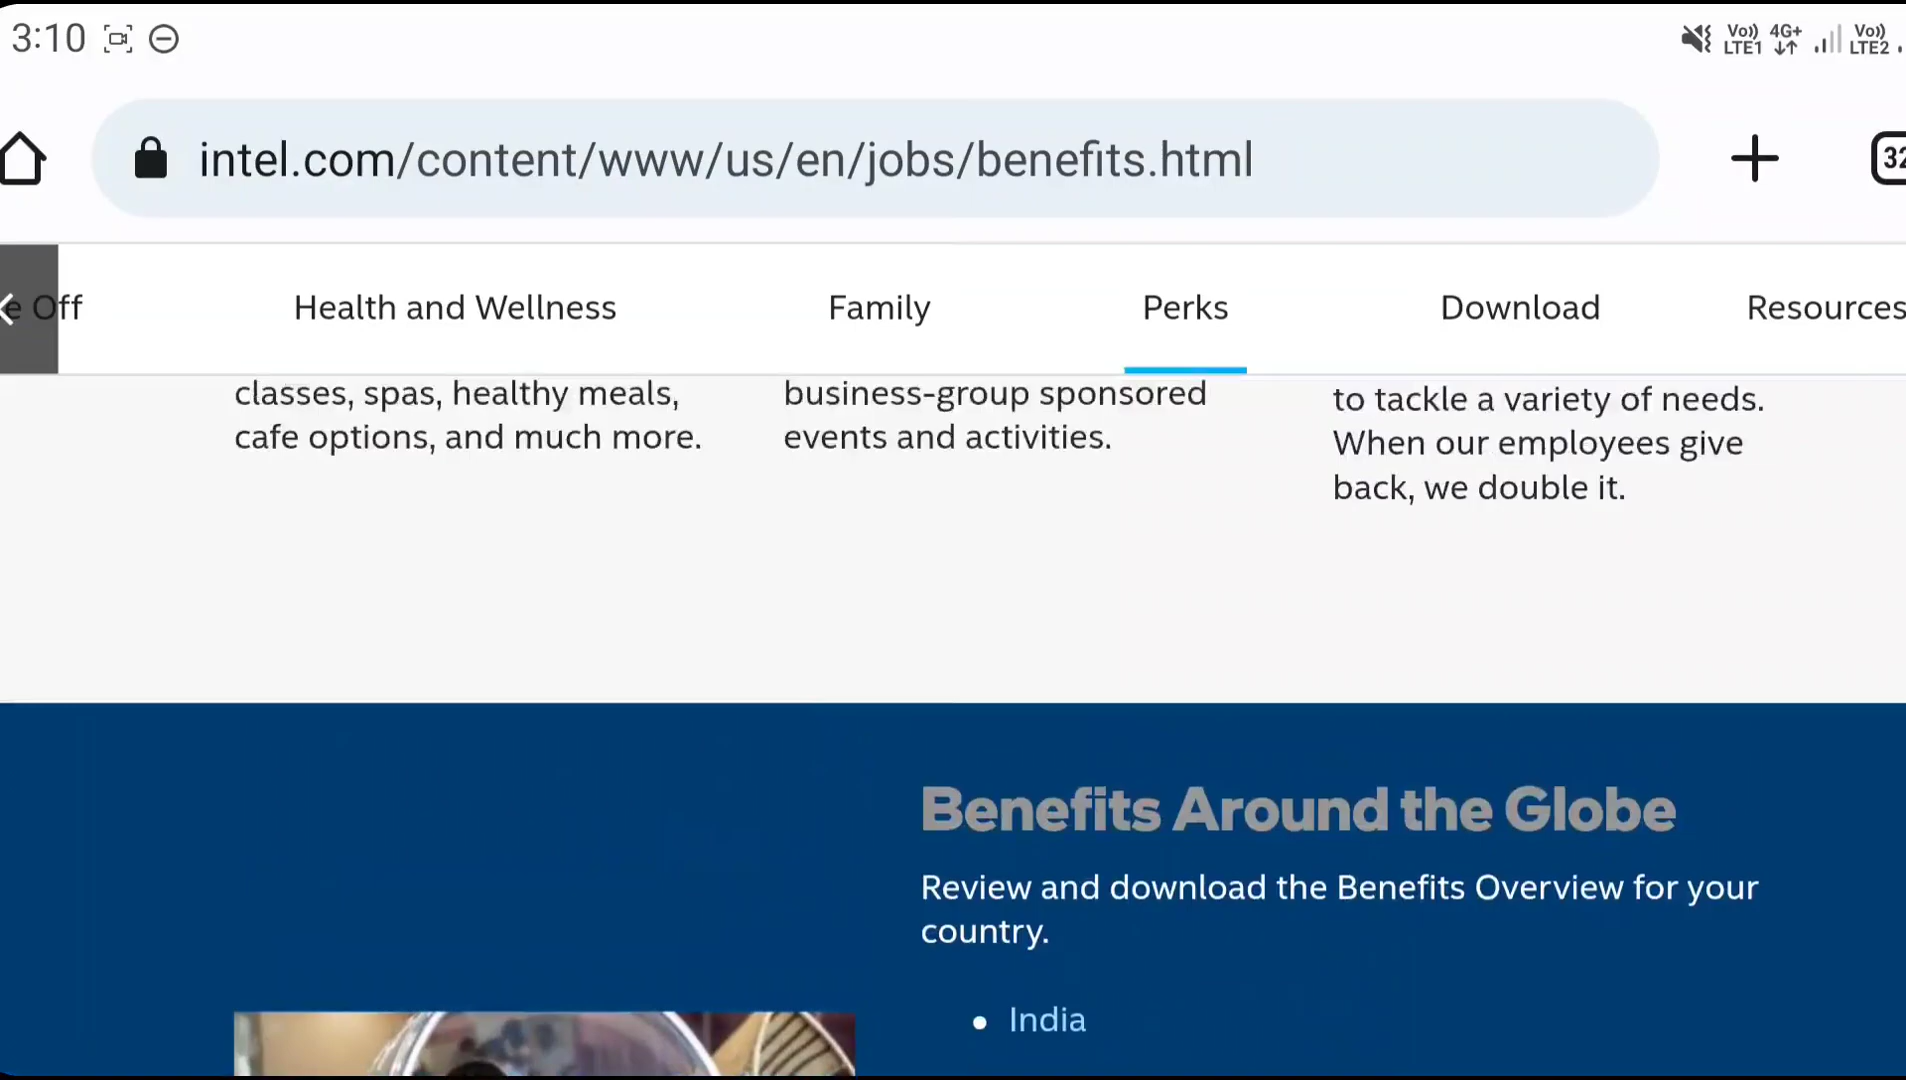 3:10
Vo)) LTE1 4G+ Vo)) LTE2
intel.com/content/www/us/en/jobs/benefits.html
32
e Off Health and Wellness Family Perks Download Resources
classes, spas, healthy meals,
cafe options, and much more.
business-group sponsored
events and activities.
to tackle a variety of needs.
When our employees give
back, we double it.
Benefits Around the Globe
Review and download the Benefits Overview for your
country.
• India